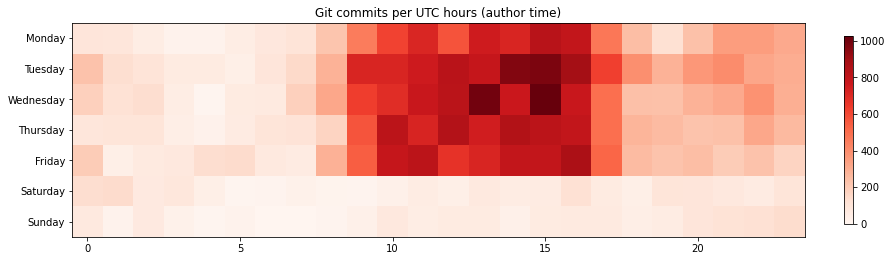 Git commits per UTC hours (author time)
Monday
Tuesday
Wednesday
Thursday
Friday
Saturday
Sunday
0 5 10 15 20
1000
800
600
400
200
0